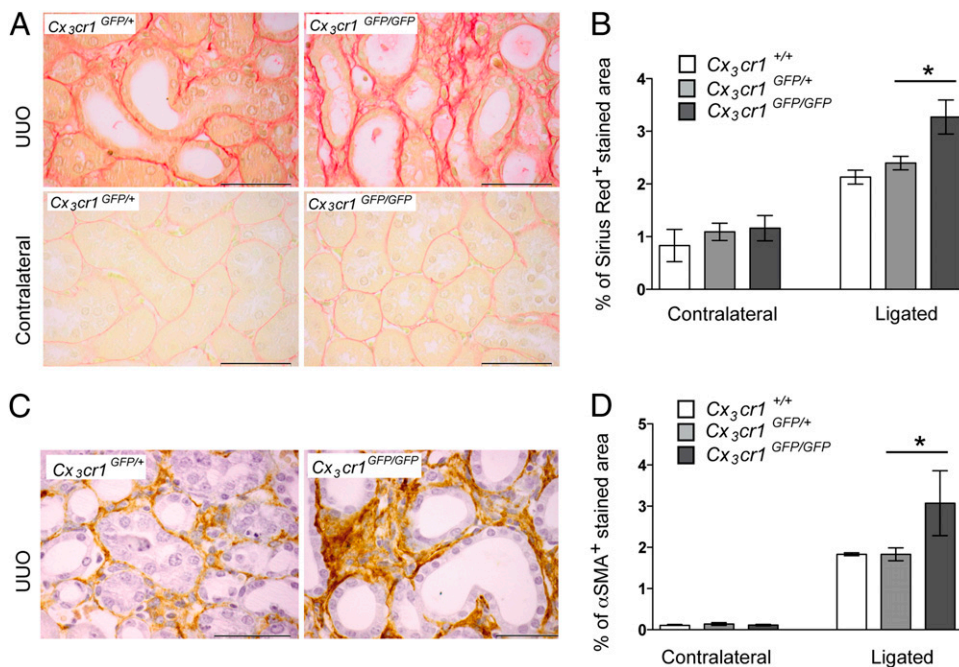 A
Cx3cr1 GFP/+
Cx3cr1 GFP/GFP
UUO
Cx3cr1 GFP/+
Cx3cr1 GFP/GFP
Contralateral
B
Cx3cr1 +/+
Cx3cr1 GFP/+
Cx3cr1 GFP/GFP
*
% of Sirius Red+ stained area
4
3
2
1
0
Contralateral
Ligated
C
Cx3cr1 GFP/+
Cx3cr1 GFP/GFP
UUO
D
Cx3cr1 +/+
Cx3cr1 GFP/+
Cx3cr1 GFP/GFP
*
% of αSMA+ stained area
5
4
3
2
1
0
Contralateral
Ligated